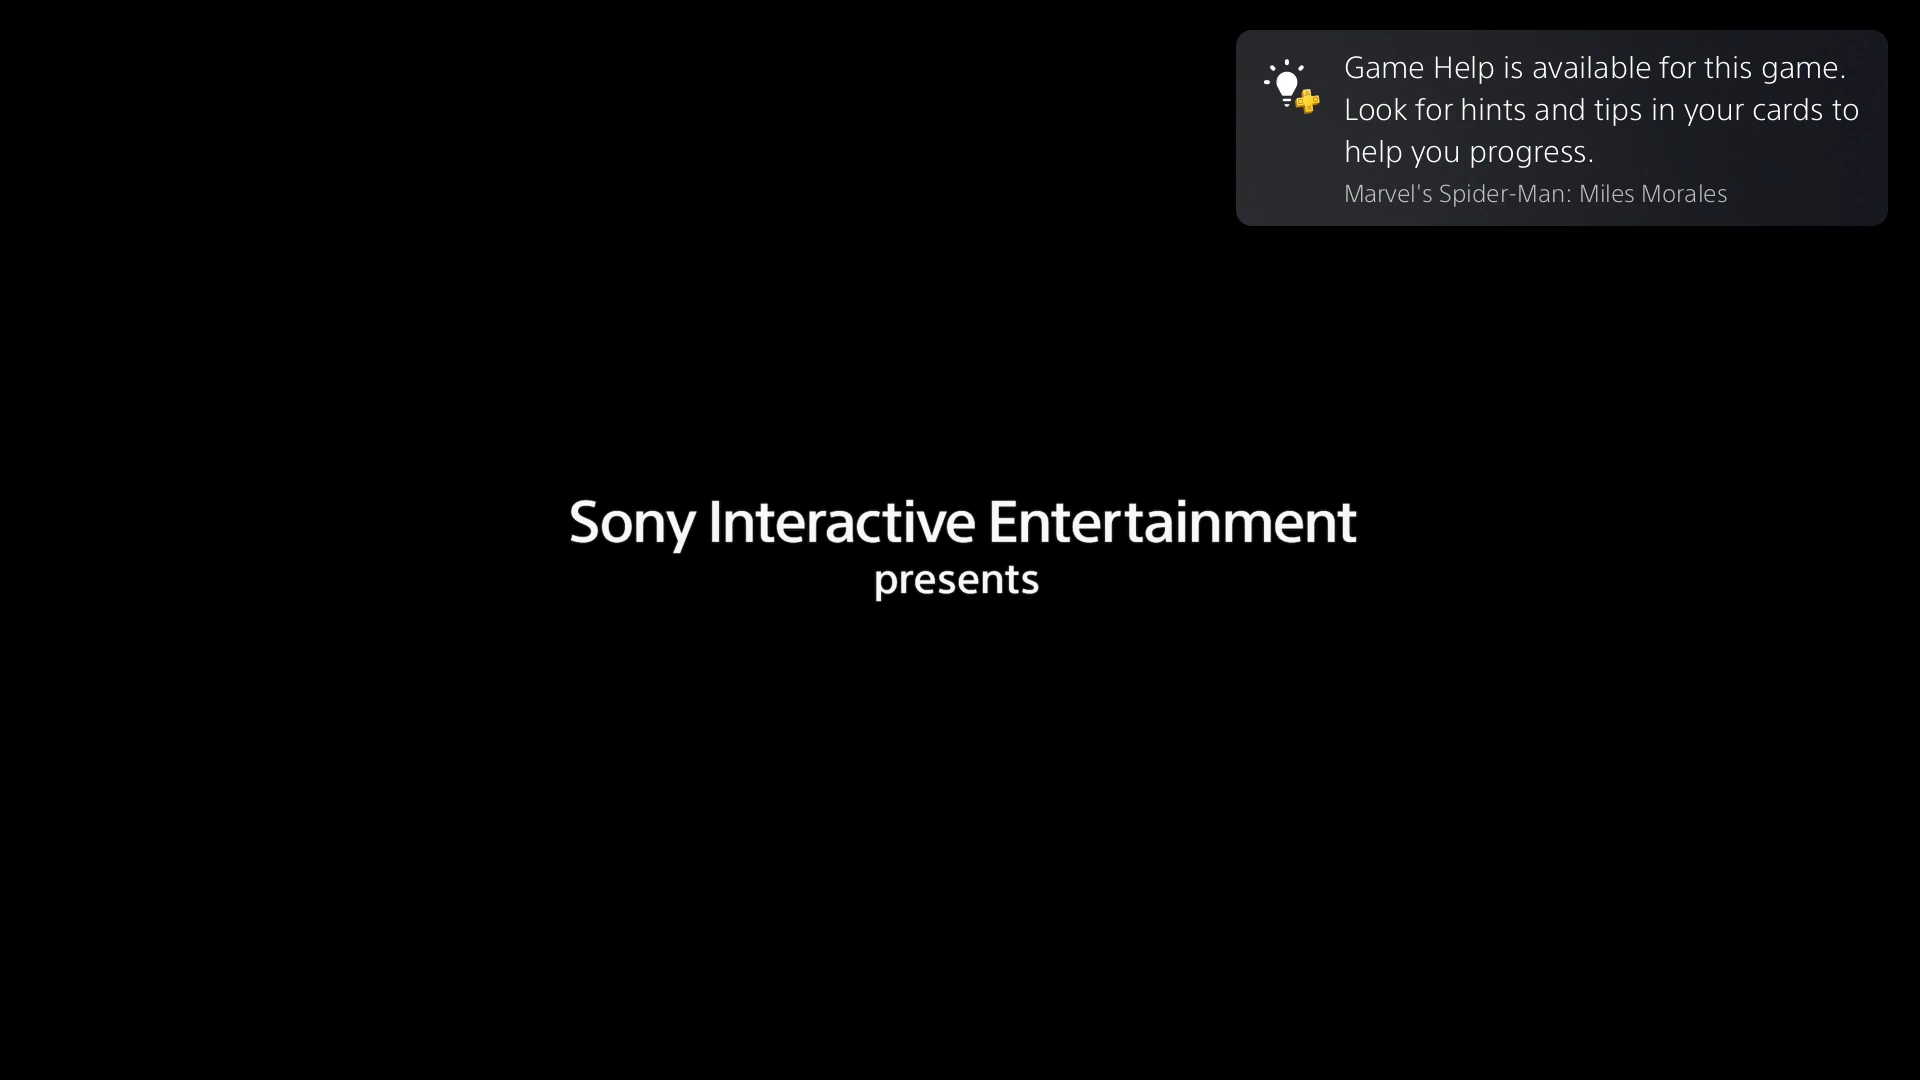 Game Help is available for this game.
Look for hints and tips in your cards to
help you progress.
Marvel's Spider-Man: Miles Morales
Sony Interactive Entertainment
presents